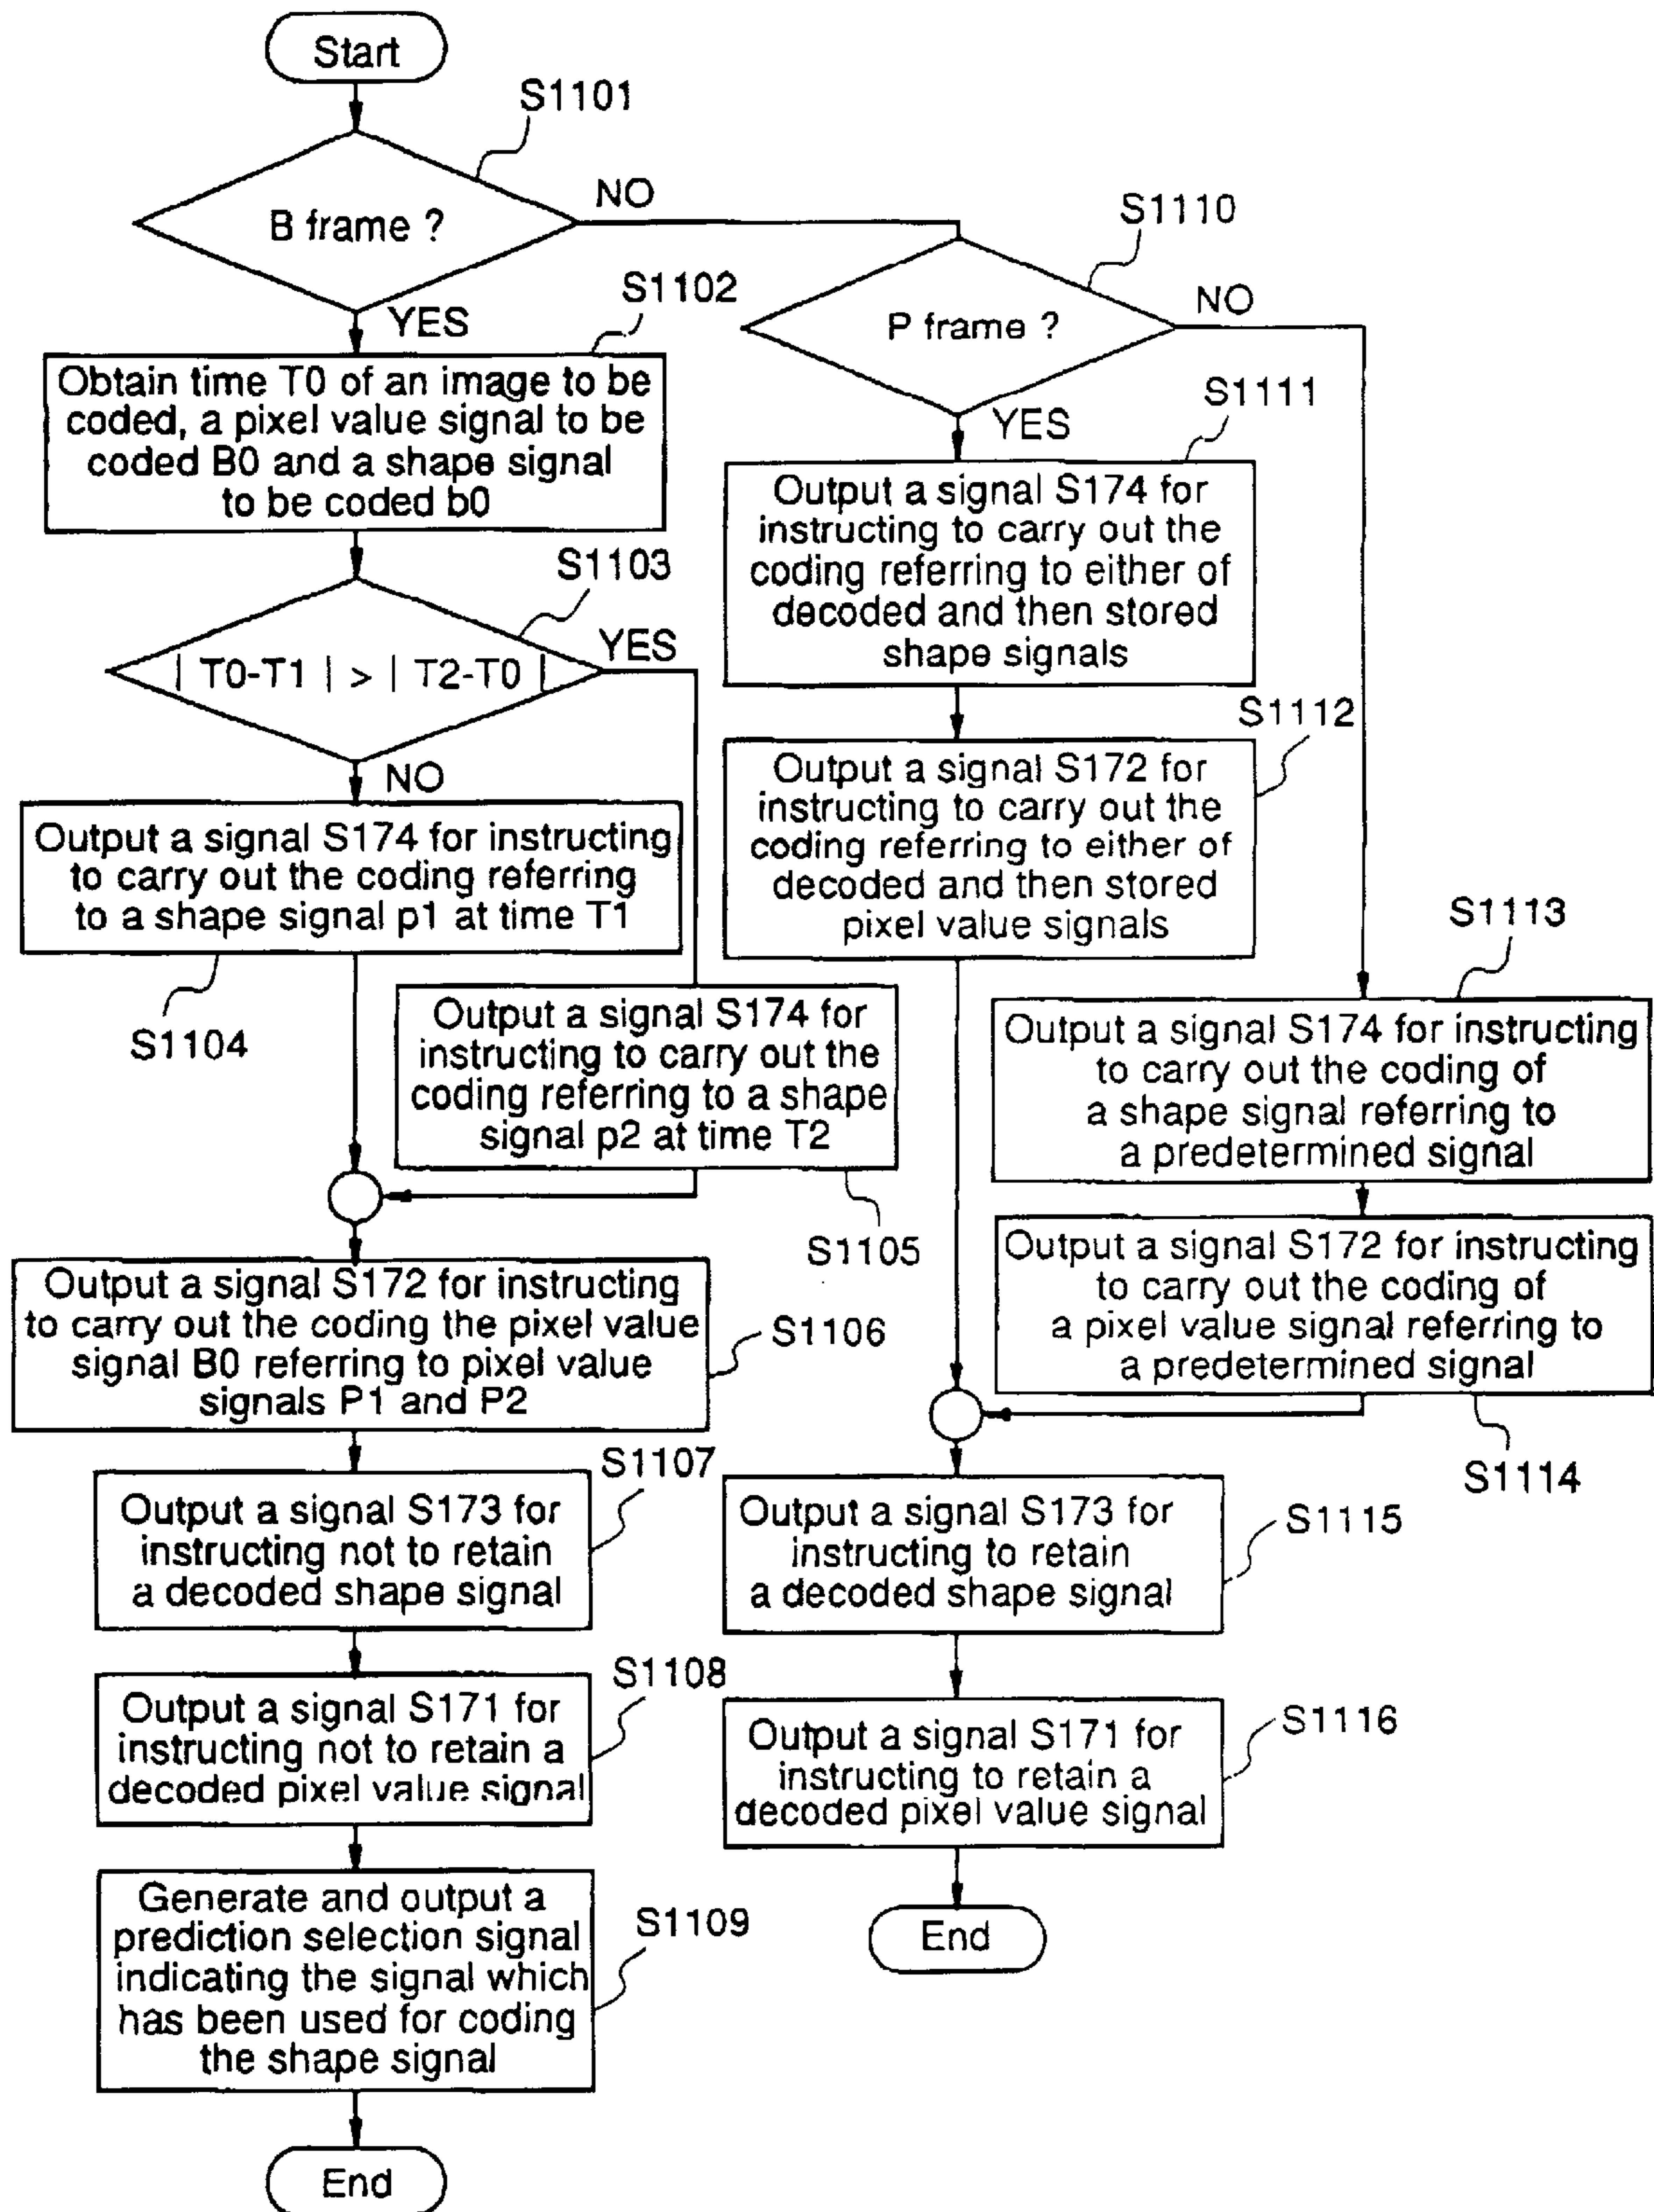 Start
S1101
B frame ?
NO
YES
S1102
Obtain time T0 of an image to be
coded, a pixel value signal to be
coded B0 and a shape signal
to be coded b0
S1103
| T0-T1 | > | T2-T0 |
YES
NO
Output a signal S174 for instructing
to carry out the coding referring
to a shape signal p1 at time T1
S1104
Output a signal S174 for
instructing to carry out the
coding referring to a shape
signal p2 at time T2
S1105
Output a signal S172 for instructing
to carry out the coding the pixel value
signal B0 referring to pixel value
signals P1 and P2
S1106
S1107
Output a signal S173 for
instructing not to retain
a decoded shape signal
S1108
Output a signal S171 for
instructing not to retain a
decoded pixel value signal
Generate and output a
prediction selection signal
indicating the signal which
has been used for coding
the shape signal
S1109
End
S1110
P frame ?
NO
YES
S1111
Output a signal S174 for
instructing to carry out the
coding referring to either of
decoded and then stored
shape signals
S1112
Output a signal S172 for
instructing to carry out the
coding referring to either of
decoded and then stored
pixel value signals
S1113
Output a signal S174 for instructing
to carry out the coding of
a shape signal referring to
a predetermined signal
Output a signal S172 for instructing
to carry out the coding of
a pixel value signal referring to
a predetermined signal
S1114
Output a signal S173 for
instructing to retain
a decoded shape signal
S1115
Output a signal S171 for
instructing to retain a
decoded pixel value signal
S1116
End